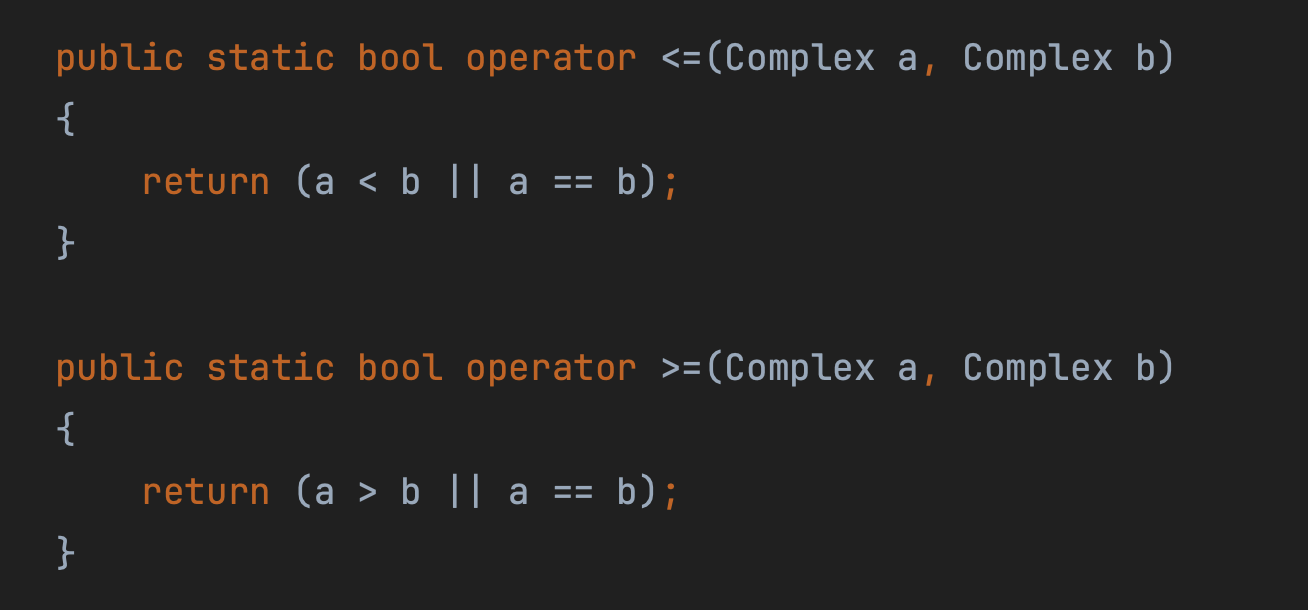 public static bool operator <=(Complex a, Complex b)
{
    return (a < b || a == b);
}

public static bool operator >=(Complex a, Complex b)
{
    return (a > b || a == b);
}